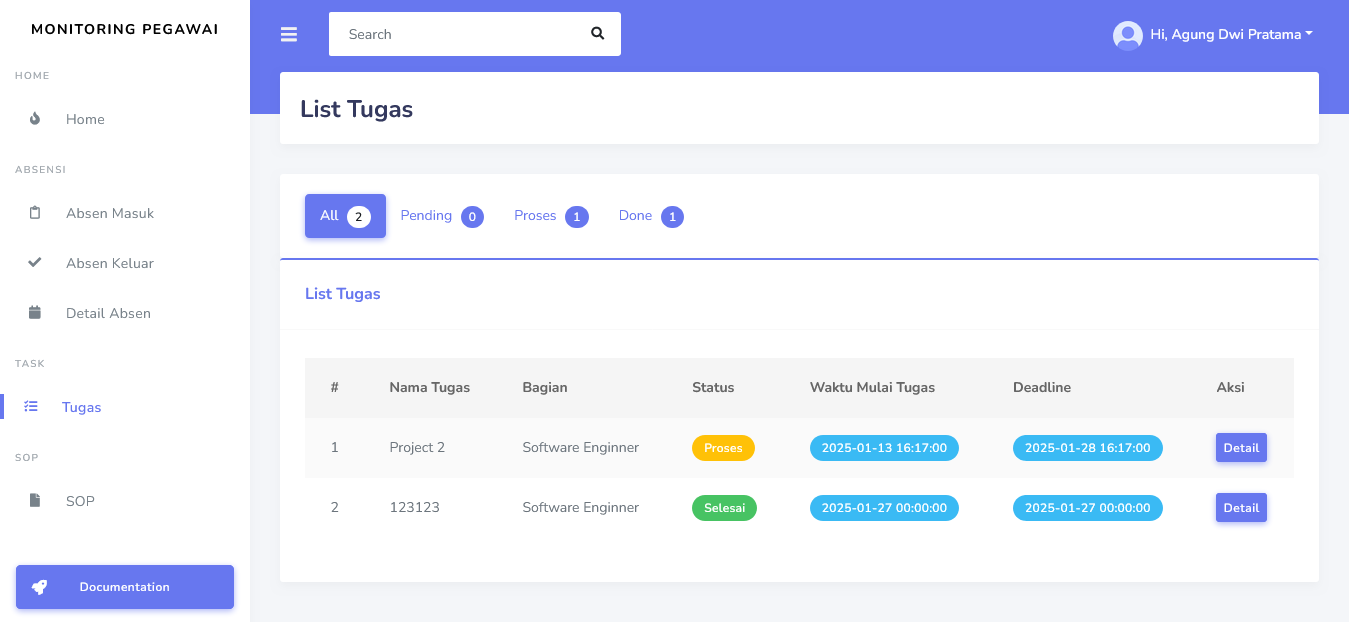 MONITORING PEGAWAI
HOME
Home
ABSENSI
Absen Masuk
Absen Keluar
Detail Absen
TASK
Tugas
SOP
SOP
Documentation
Search
Hi, Agung Dwi Pratama
List Tugas
All 2 Pending 0 Proses 1 Done 1
List Tugas
# Nama Tugas Bagian Status Waktu Mulai Tugas Deadline Aksi
1 Project 2 Software Enginner Proses 2025-01-13 16:17:00 2025-01-28 16:17:00 Detail
2 123123 Software Enginner Selesai 2025-01-27 00:00:00 2025-01-27 00:00:00 Detail